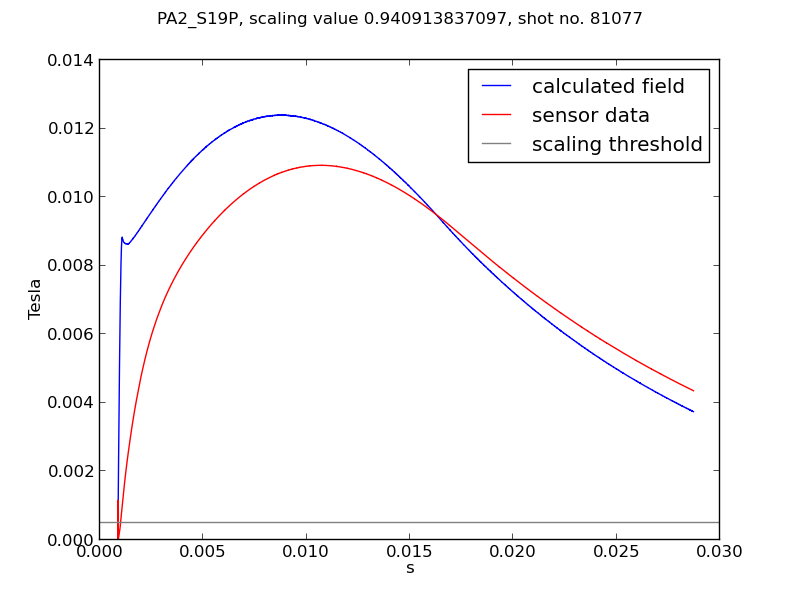 PA2_S19P, scaling value 0.940913837097, shot no. 81077
0.014
0.012
0.010
0.008
0.006
0.004
0.002
0.000
Tesla
calculated field
sensor data
scaling threshold
0.000
0.005
0.010
0.015
0.020
0.025
0.030
s